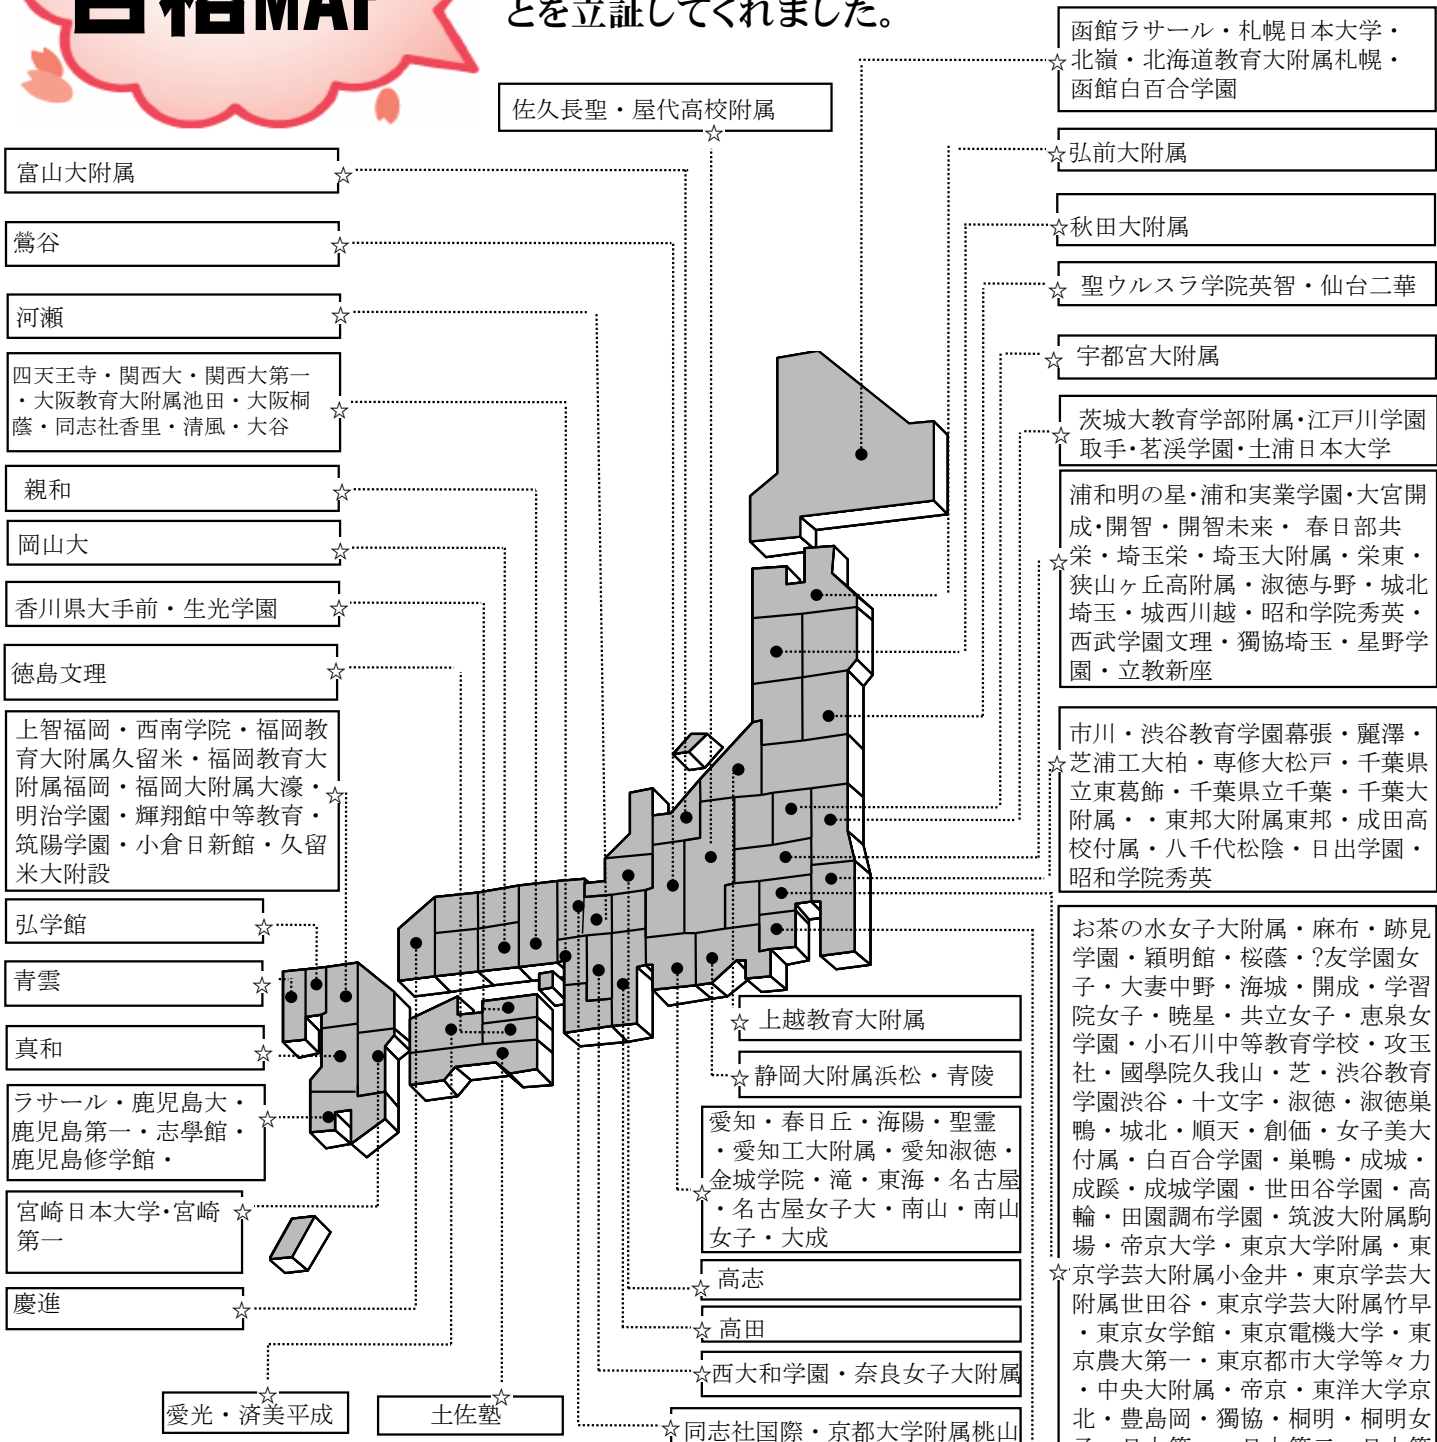 合格MAP
とを立証してくれました。
佐久長聖・屋代高校附属
富山大附属
鶯谷
河瀬
四天王寺・関西大・関西大第一
・大阪教育大附属池田・大阪桐
蔭・同志社香里・清風・大谷
親和
岡山大
香川県大手前・生光学園
徳島文理
上智福岡・西南学院・福岡教
育大附属久留米・福岡教育大
附属福岡・福岡大附属大濠・
明治学園・輝翔館中等教育・
筑陽学園・小倉日新館・久留
米大附設
弘学館
青雲
真和
ラサール・鹿児島大・
鹿児島第一・志學館・
鹿児島修学館・
宮崎日本大学・宮崎
第一
慶進
愛光・済美平成
土佐塾
上越教育大附属
静岡大附属浜松・青陵
愛知・春日丘・海陽・聖霊
・愛知工大附属・愛知淑徳・
金城学院・滝・東海・名古屋
・名古屋女子大・南山・南山
女子・大成
高志
高田
西大和学園・奈良女子大附属
同志社国際・京都大学附属桃山
函館ラサール・札幌日本大学・
北嶺・北海道教育大附属札幌・
函館白百合学園
弘前大附属
秋田大附属
聖ウルスラ学院英智・仙台二華
宇都宮大附属
茨城大教育学部附属・江戸川学園
取手・茗渓学園・土浦日本大学
浦和明の星・浦和実業学園・大宮開
成・開智・開智未来・ 春日部共
栄・埼玉栄・埼玉大附属・栄東・
狭山ヶ丘高附属・淑徳与野・城北
埼玉・城西川越・昭和学院秀英・
西武学園文理・獨協埼玉・星野学
園・立教新座
市川・渋谷教育学園幕張・麗澤・
芝浦工大柏・専修大松戸・千葉県
立東葛飾・千葉県立千葉・千葉大
附属・・東邦大附属東邦・成田高
校付属・八千代松陰・日出学園・
昭和学院秀英
お茶の水女子大附属・麻布・跡見
学園・穎明館・桜蔭・?友学園女
子・大妻中野・海城・開成・学習
院女子・暁星・共立女子・恵泉女
学園・小石川中等教育学校・攻玉
社・國學院久我山・芝・渋谷教育
学園渋谷・十文字・淑徳・淑徳巣
鴨・城北・順天・創価・女子美大
付属・白百合学園・巣鴨・成城・
成蹊・成城学園・世田谷学園・高
輪・田園調布学園・筑波大附属駒
場・帝京大学・東京大学附属・東
京学芸大附属小金井・東京学芸大
附属世田谷・東京学芸大附属竹早
・東京女学館・東京電機大学・東
京農大第一・東京都市大学等々力
・中央大附属・帝京・東洋大学京
北・豊島岡・獨協・桐明・桐明女